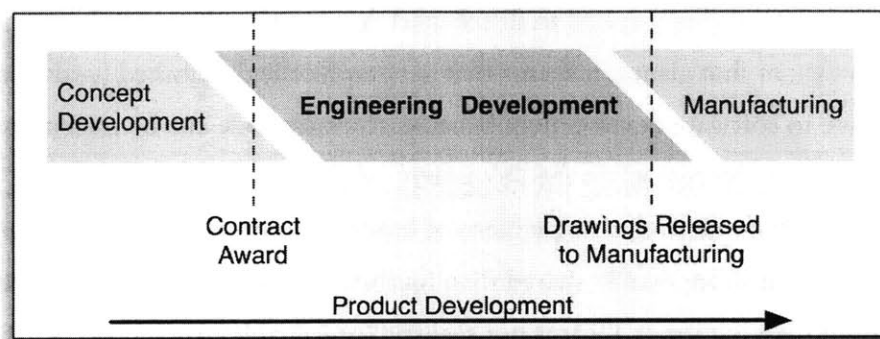 Concept
Development
Engineering Development
Manufacturing
Contract
Award
Drawings Released
to Manufacturing
Product Development